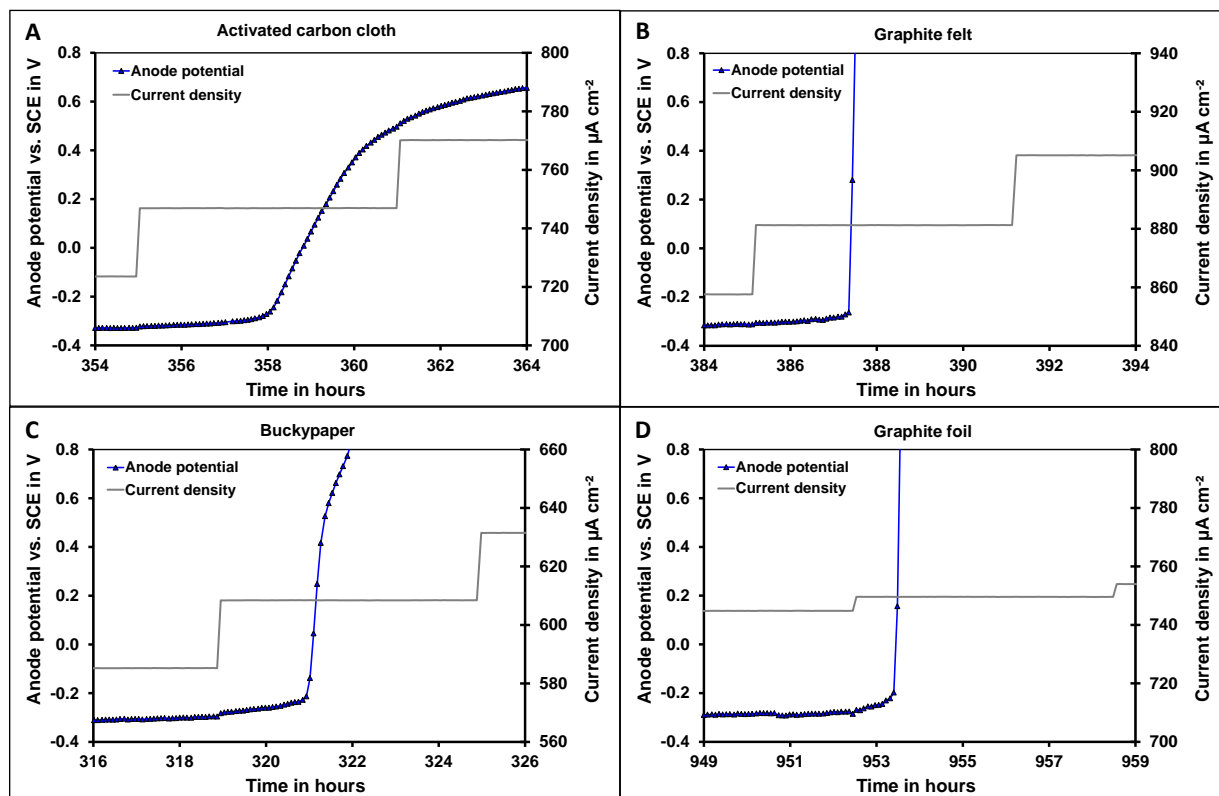 A
Activated carbon cloth
Anode potential
Current density
Anode potential vs. SCE in V
0.8
0.6
0.4
0.2
0.0
-0.2
-0.4
354 356 358 360 362 364
Time in hours
800
780
760
740
720
700
Current density in µA cm⁻²
B
Graphite felt
Anode potential
Current density
Anode potential vs. SCE in V
0.8
0.6
0.4
0.2
0.0
-0.2
-0.4
384 386 388 390 392 394
Time in hours
940
920
900
880
860
840
Current density in µA cm⁻²
C
Buckypaper
Anode potential
Current density
Anode potential vs. SCE in V
0.8
0.6
0.4
0.2
0.0
-0.2
-0.4
316 318 320 322 324 326
Time in hours
660
640
620
600
580
560
Current density in µA cm⁻²
D
Graphite foil
Anode potential
Current density
Anode potential vs. SCE in V
0.8
0.6
0.4
0.2
0.0
-0.2
-0.4
949 951 953 955 957 959
Time in hours
800
780
760
740
720
700
Current density in µA cm⁻²